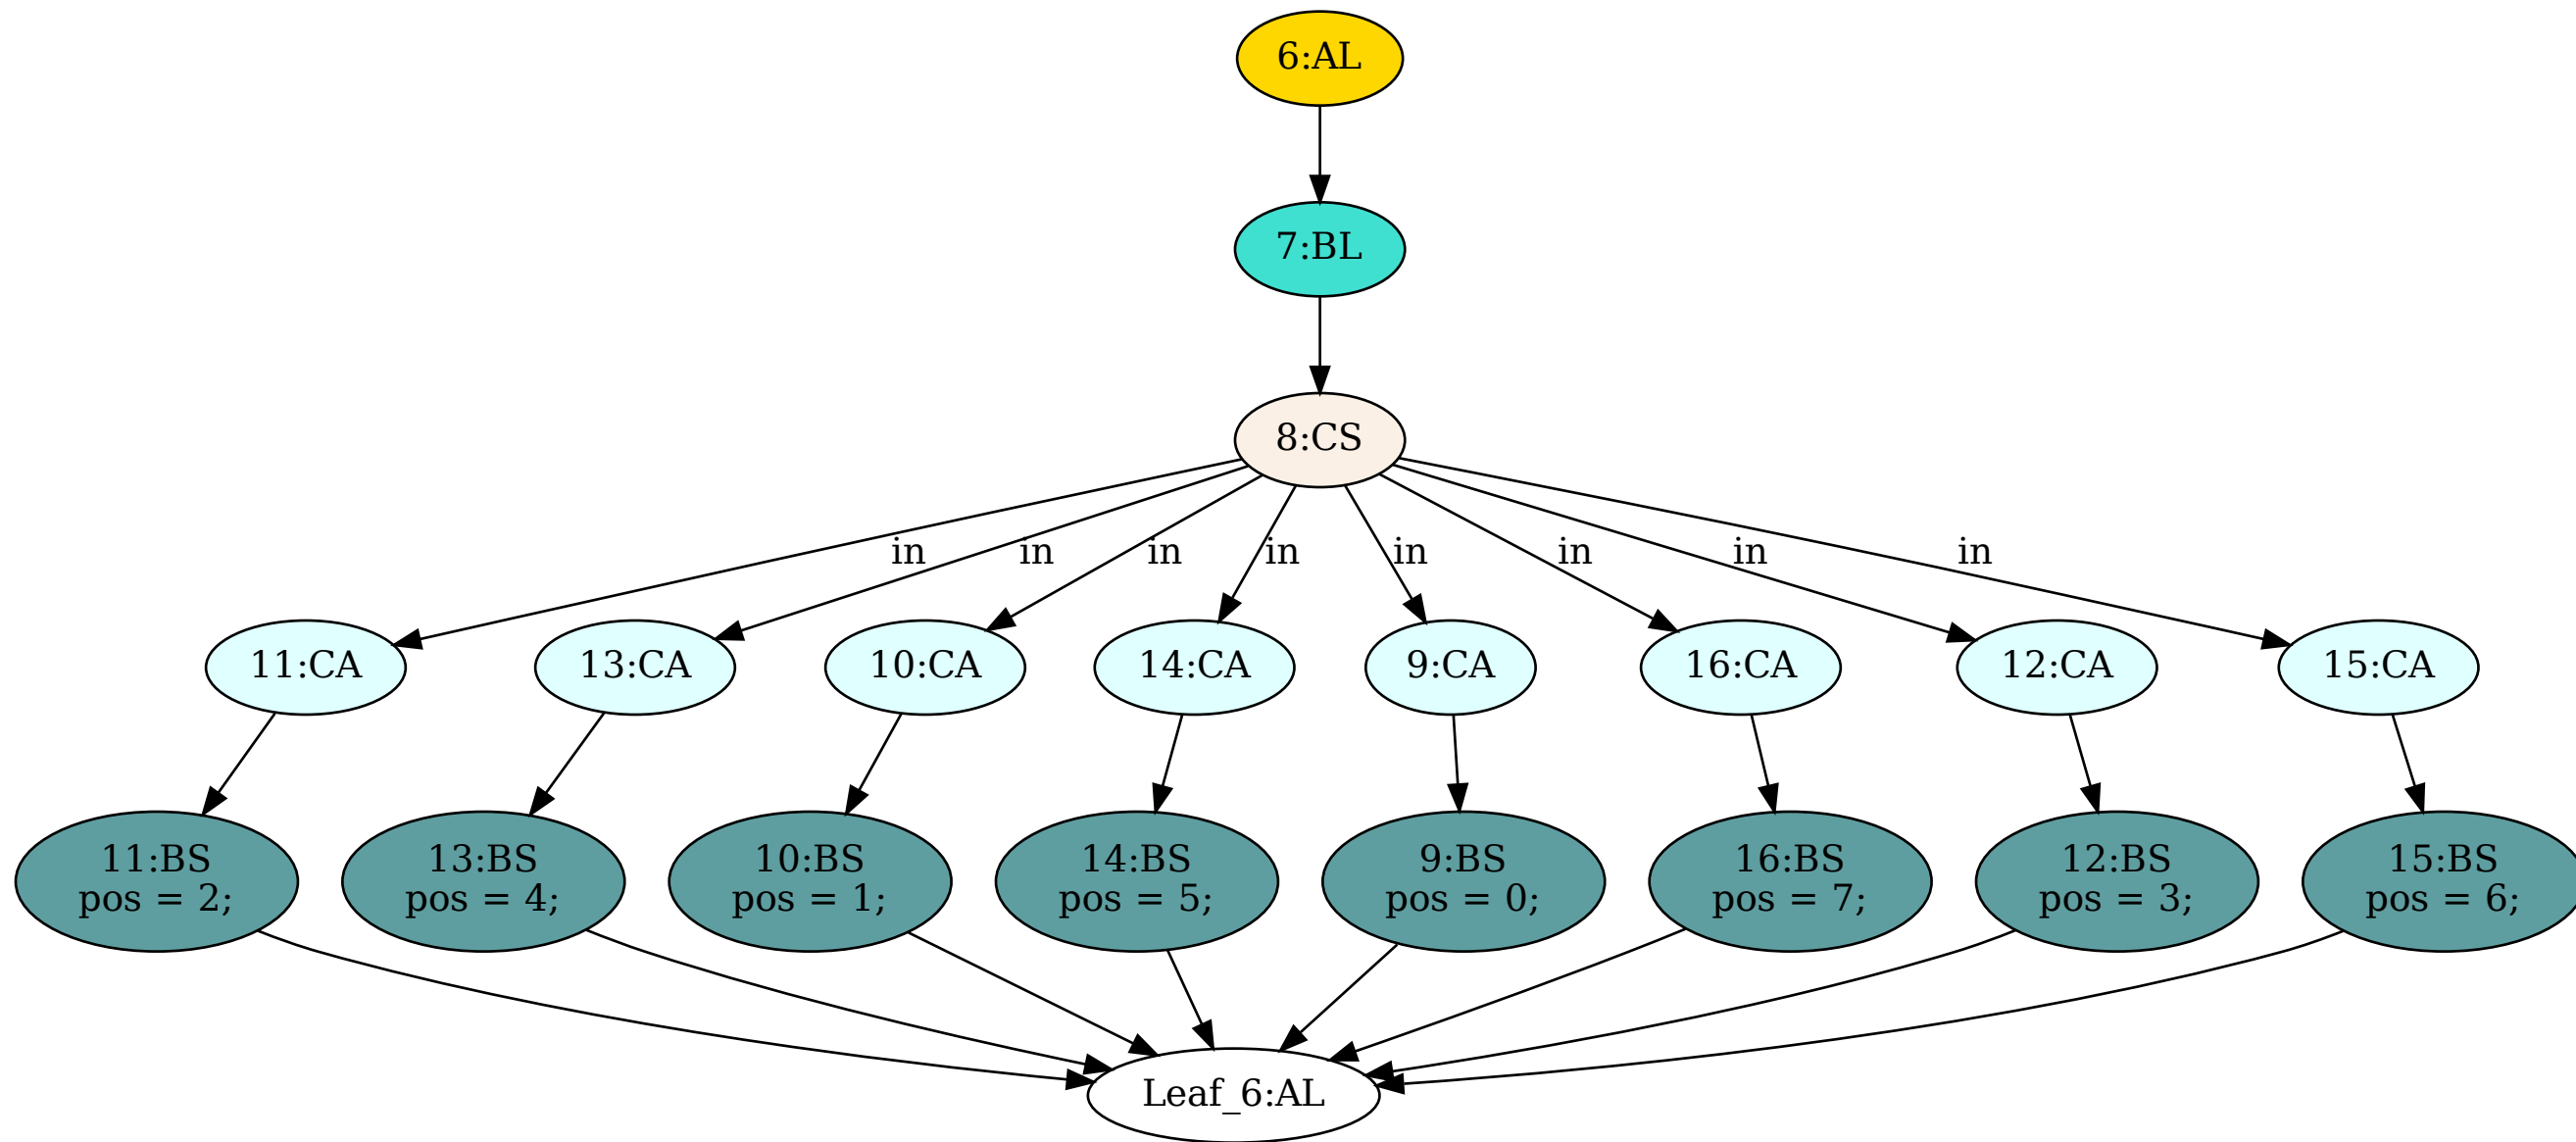 6:AL
7:BL
8:CS
in in in in in in in in
11:CA 13:CA 10:CA 14:CA 9:CA 16:CA 12:CA 15:CA
11:BS 13:BS 10:BS 14:BS 9:BS 16:BS 12:BS 15:BS
pos = 2; pos = 4; pos = 1; pos = 5; pos = 0; pos = 7; pos = 3; pos = 6;
Leaf_6:AL